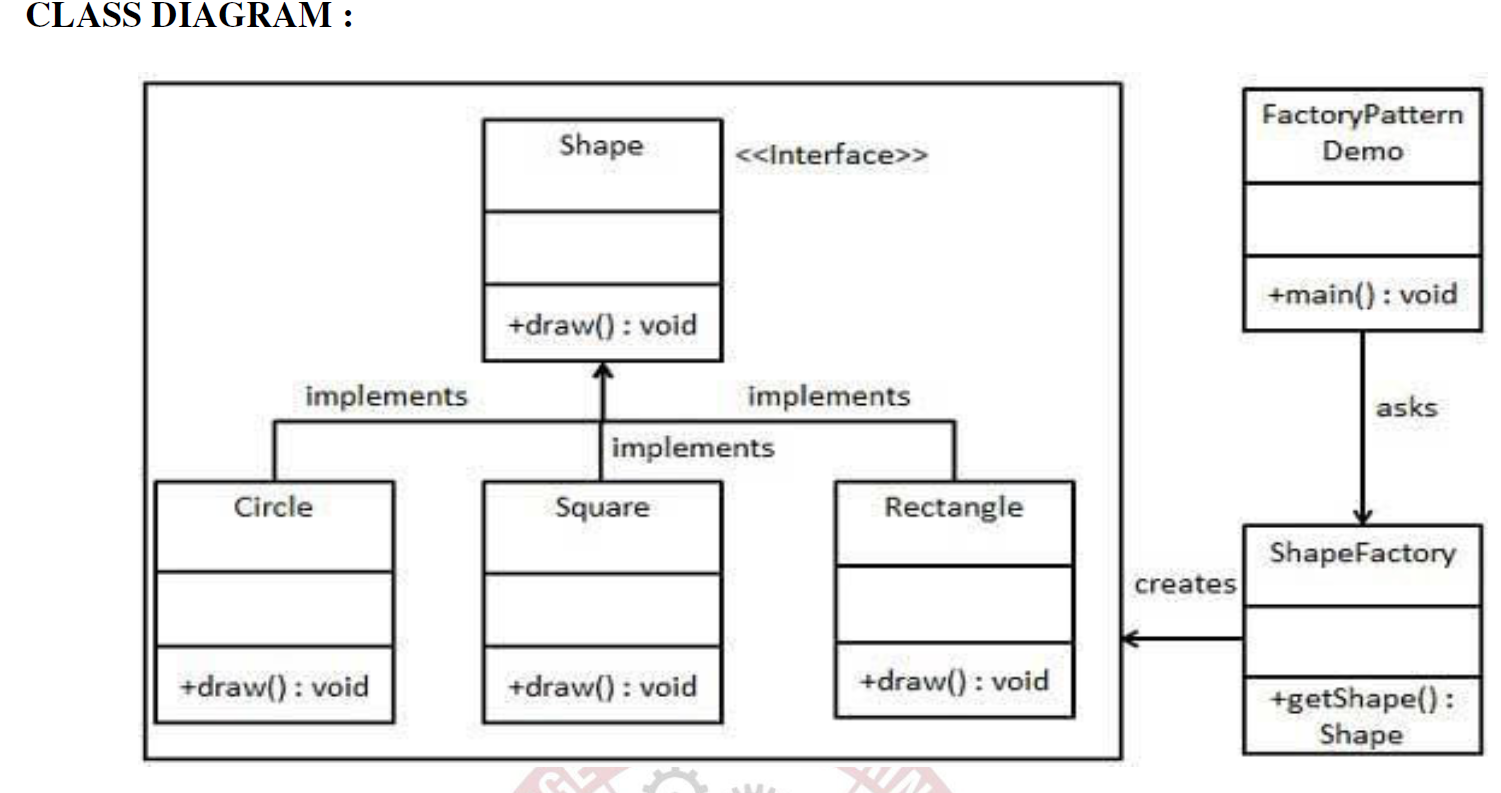 CLASS DIAGRAM :
Shape
<<Interface>>
+draw() : void
implements
implements
implements
Circle
+draw() : void
Square
+draw() : void
Rectangle
+draw() : void
FactoryPattern
Demo
+main() : void
asks
creates
ShapeFactory
+getShape() :
Shape